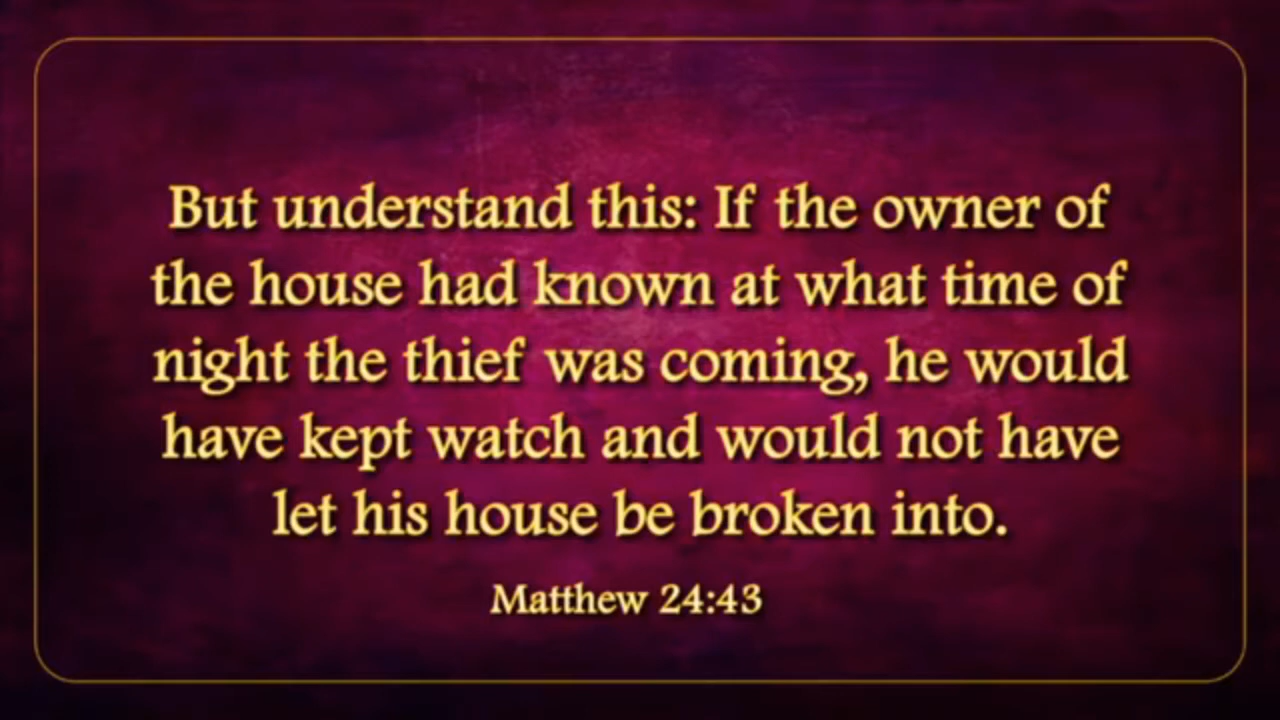 But understand this: If the owner of
the house had known at what time of
night the thief was coming, he would
have kept watch and would not have
let his house be broken into.
Matthew 24:43